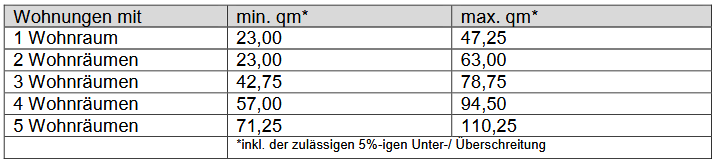 Wohnungen mit min. qm* max. qm*
1 Wohnraum 23,00 47,25
2 Wohnräumen 23,00 63,00
3 Wohnräumen 42,75 78,75
4 Wohnräumen 57,00 94,50
5 Wohnräumen 71,25 110,25
*inkl. der zulässigen 5%-igen Unter-/ Überschreitung